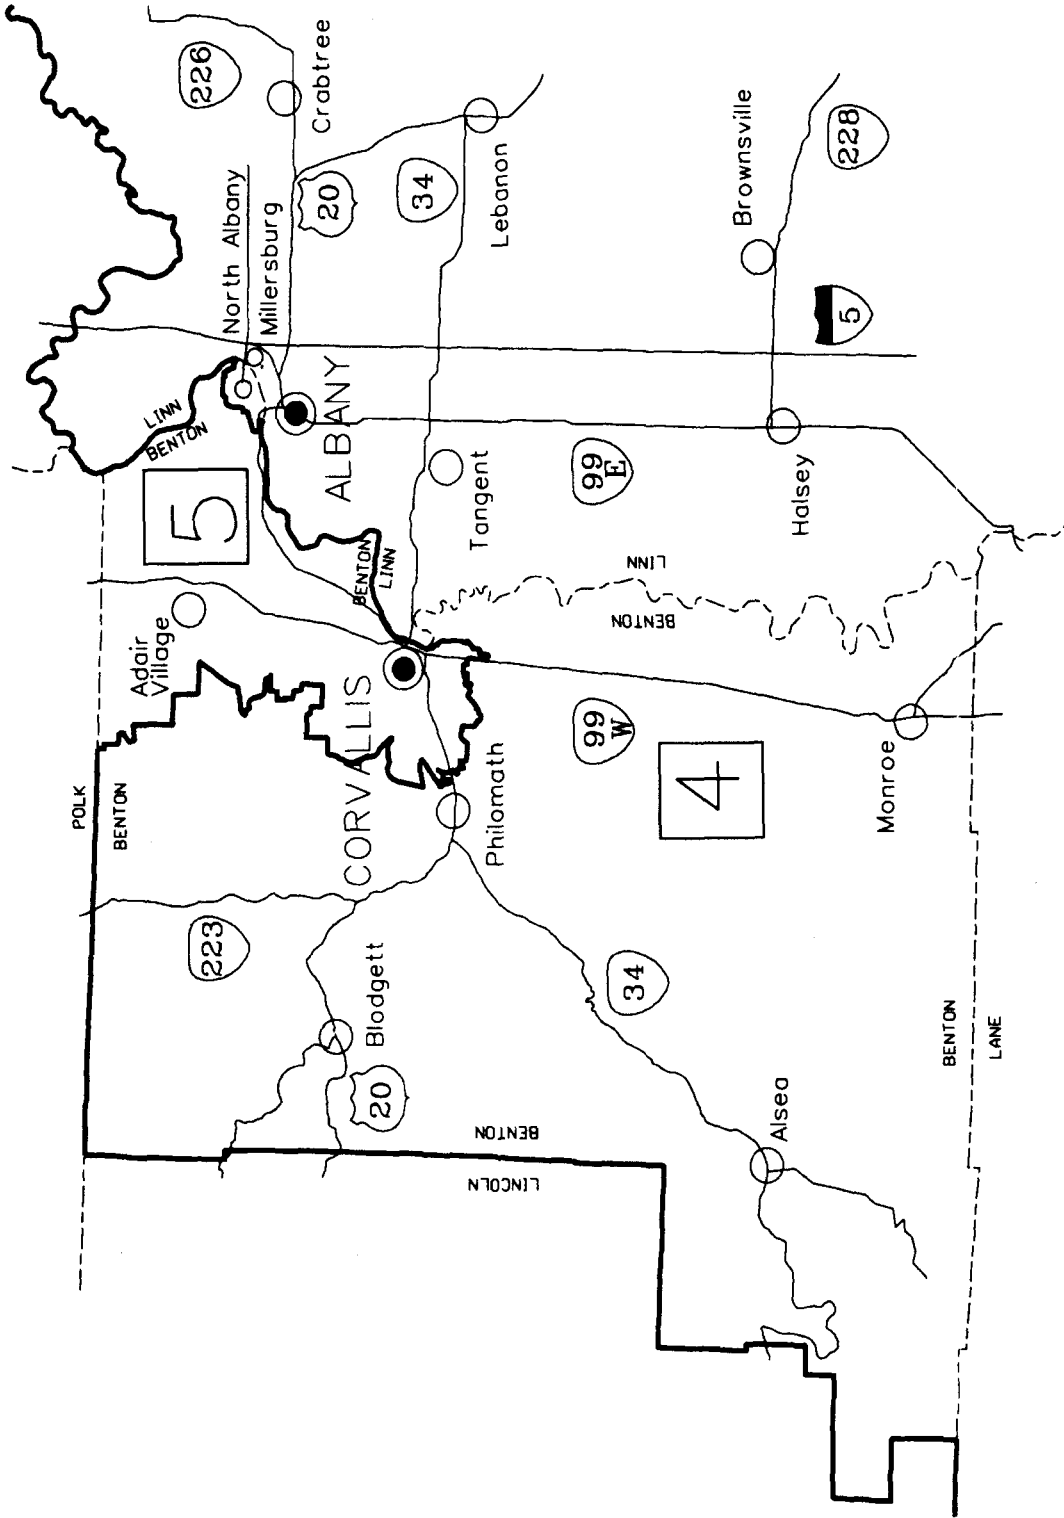 226
Crabtree
North Albany
Millersburg
20
34
Lebanon
Brownsville
228
5
LINN
BENTON
ALBANY
5
Tangent
99
E
Halsey
BENTON
LINN
LINN
BENTON
Adair
Village
CORVALLIS
Philomath
99
W
4
Monroe
POLK
BENTON
223
Blodgett
20
34
BENTON
LANE
BENTON
LINCOLN
Alsea